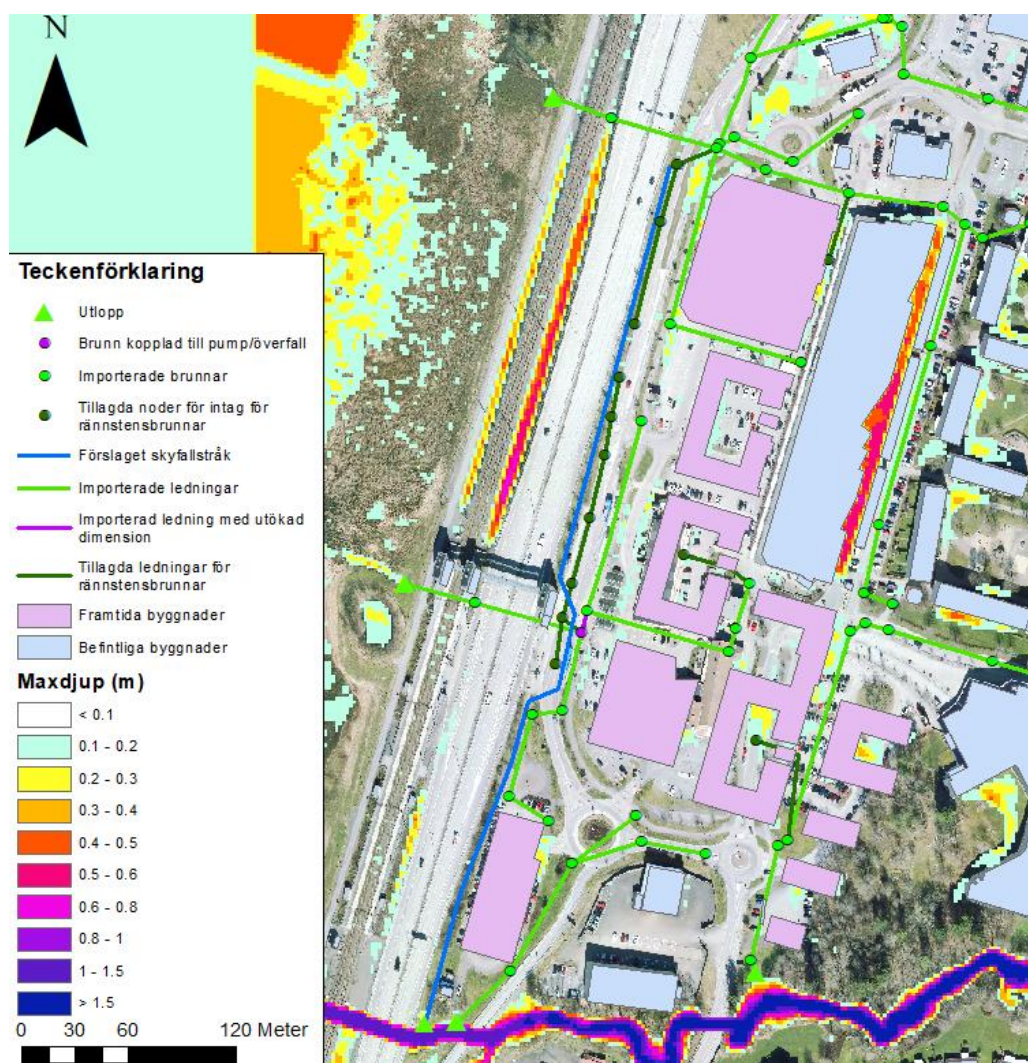 N
Teckenförklaring
Utlopp
Brunn kopplad till pump/överfall
Importerade brunnar
Tillagda noder för intag för
rännstensbrunnar
Förslaget skyfallstråk
Importerade ledningar
Importerad ledning med utökad
dimension
Tillagda ledningar för
rännstensbrunnar
Framtida byggnader
Befintliga byggnader
Maxdjup (m)
< 0.1
0.1 - 0.2
0.2 - 0.3
0.3 - 0.4
0.4 - 0.5
0.5 - 0.6
0.6 - 0.8
0.8 - 1
1 - 1.5
> 1.5
0 30 60 120 Meter